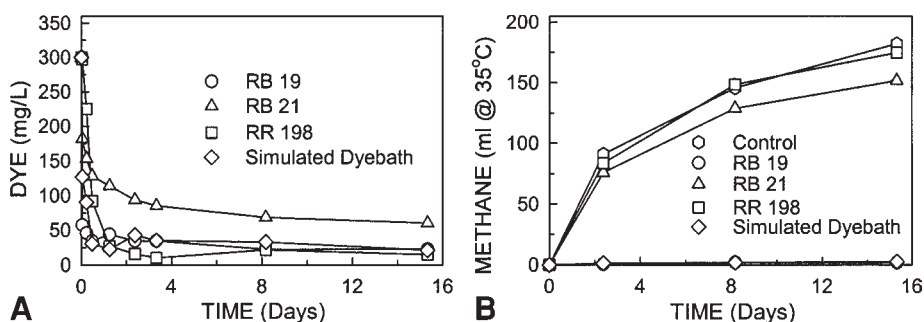 DYE (mg/L)
350
300
250
200
150
100
50
0
RB 19
RB 21
RR 198
Simulated Dyebath
0
4
8
12
16
TIME (Days)
A
METHANE (ml @ 35°C)
200
150
100
50
0
Control
RB 19
RB 21
RR 198
Simulated Dyebath
0
4
8
12
16
TIME (Days)
B